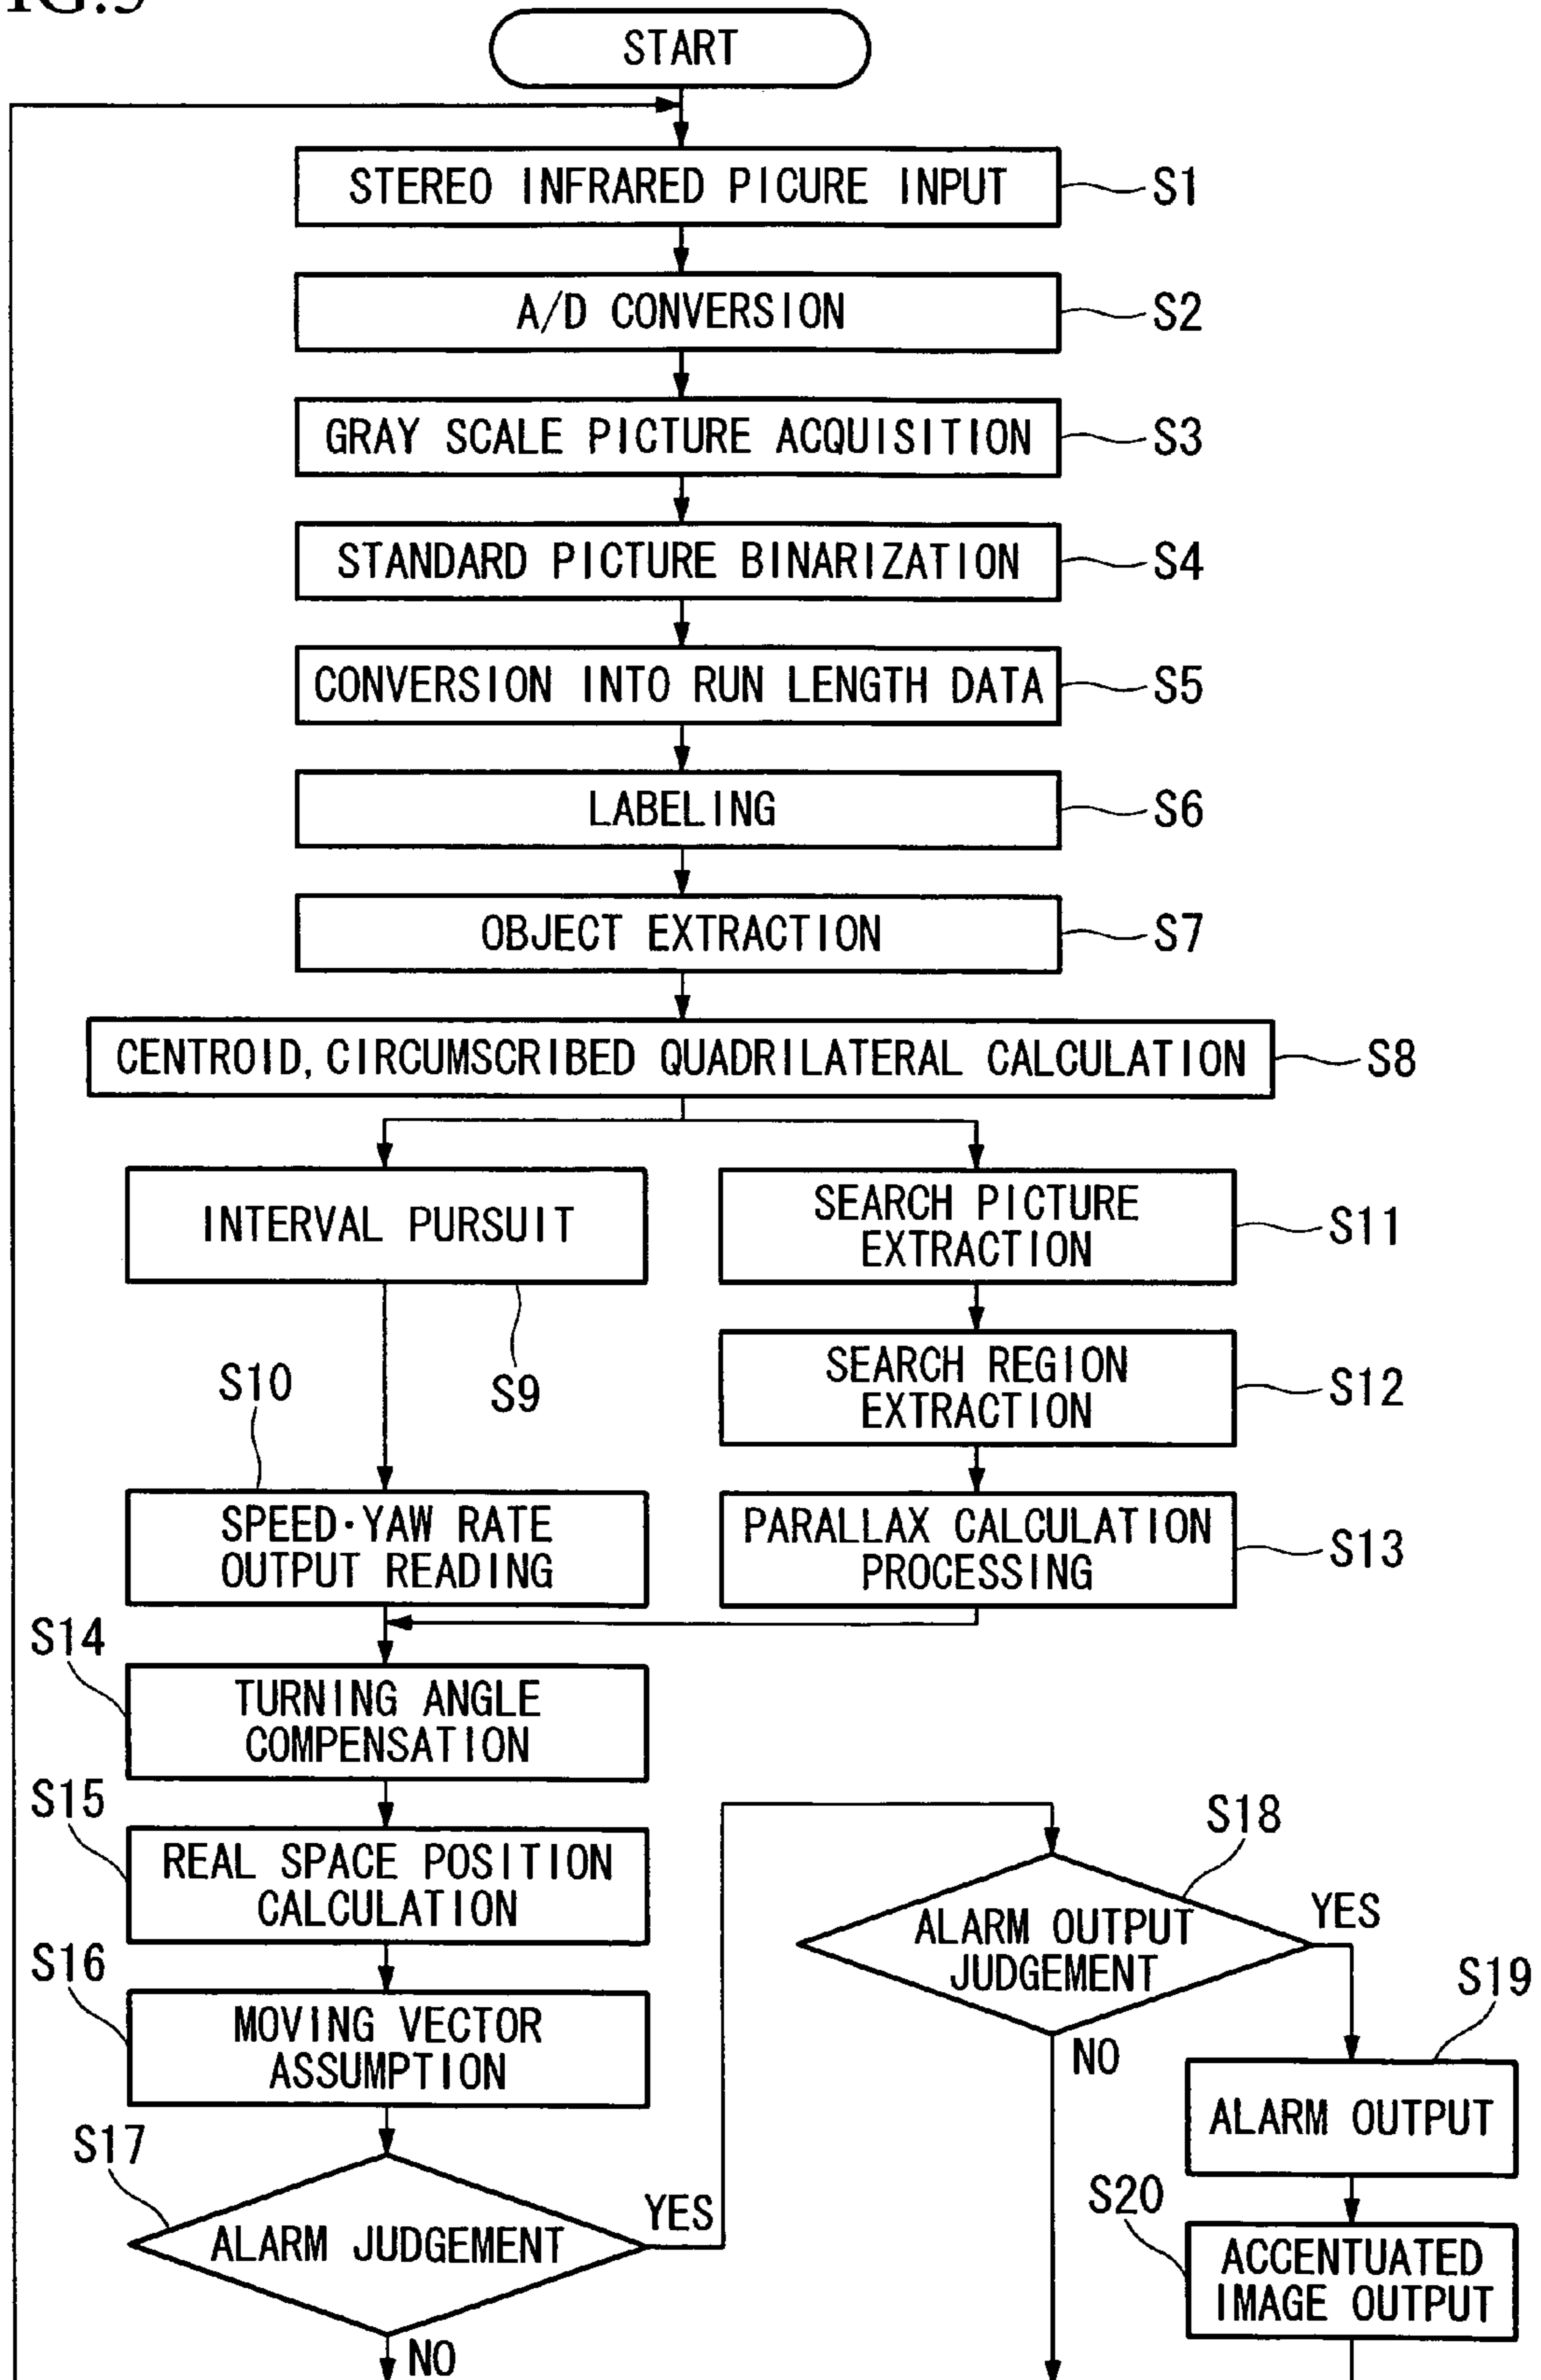 START
STEREO INFRARED PICURE INPUT
S1
A/D CONVERSION
S2
GRAY SCALE PICTURE ACQUISITION
S3
STANDARD PICTURE BINARIZATION
S4
CONVERSION INTO RUN LENGTH DATA
S5
LABELING
S6
OBJECT EXTRACTION
S7
CENTROID, CIRCUMSCRIBED QUADRILATERAL CALCULATION
S8
INTERVAL PURSUIT
S9
SEARCH PICTURE
EXTRACTION
S11
SEARCH REGION
EXTRACTION
S12
S10
SPEED·YAW RATE
OUTPUT READING
PARALLAX CALCULATION
PROCESSING
S13
S14
TURNING ANGLE
COMPENSATION
S15
REAL SPACE POSITION
CALCULATION
S16
MOVING VECTOR
ASSUMPTION
S17
ALARM JUDGEMENT
YES
NO
S18
ALARM OUTPUT
JUDGEMENT
YES
NO
S19
ALARM OUTPUT
S20
ACCENTUATED
IMAGE OUTPUT